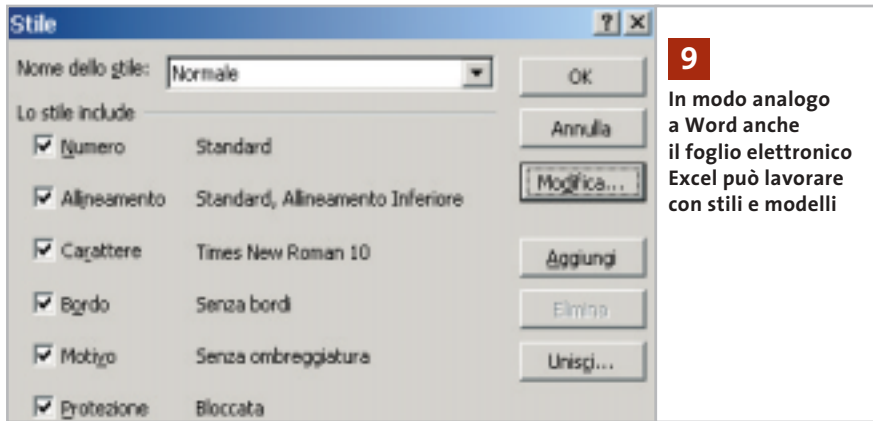 Stile
Nome dello stile: Normale
OK
Lo stile include
Annulla
Numero Standard
Modifica...
Allineamento Standard, Allineamento Inferiore
Carattere Times New Roman 10
Aggiungi
Bordo Senza bordi
Elimina
Motivo Senza ombreggiatura
Unisci...
Protezione Bloccata
9
In modo analogo
a Word anche
il foglio elettronico
Excel può lavorare
con stili e modelli